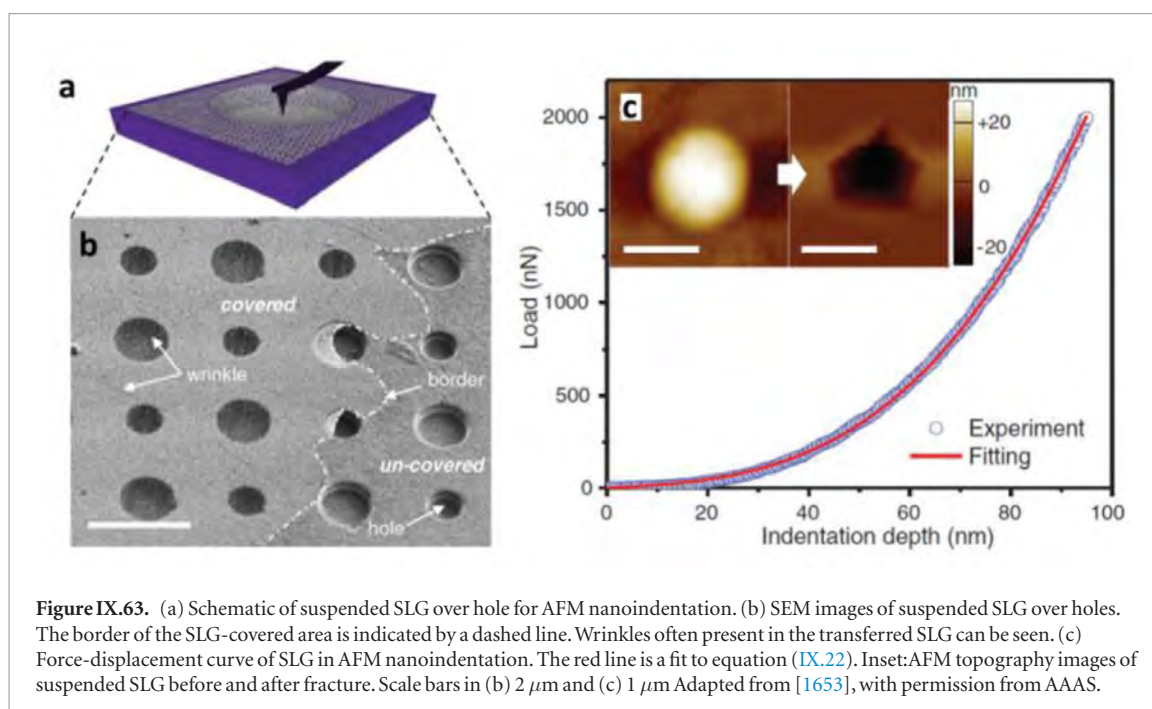 a
b
covered
wrinkle
border
un-covered
hole
c
nm
+20
0
-20
2000
1500
1000
500
0
Load (nN)
Experiment
Fitting
0 20 40 60 80 100
Indentation depth (nm)
Figure IX.63. (a) Schematic of suspended SLG over hole for AFM nanoindentation. (b) SEM images of suspended SLG over holes.
The border of the SLG-covered area is indicated by a dashed line. Wrinkles often present in the transferred SLG can be seen. (c)
Force-displacement curve of SLG in AFM nanoindentation. The red line is a fit to equation (IX.22). Inset:AFM topography images of
suspended SLG before and after fracture. Scale bars in (b) 2 μm and (c) 1 μm Adapted from [1653], with permission from AAAS.